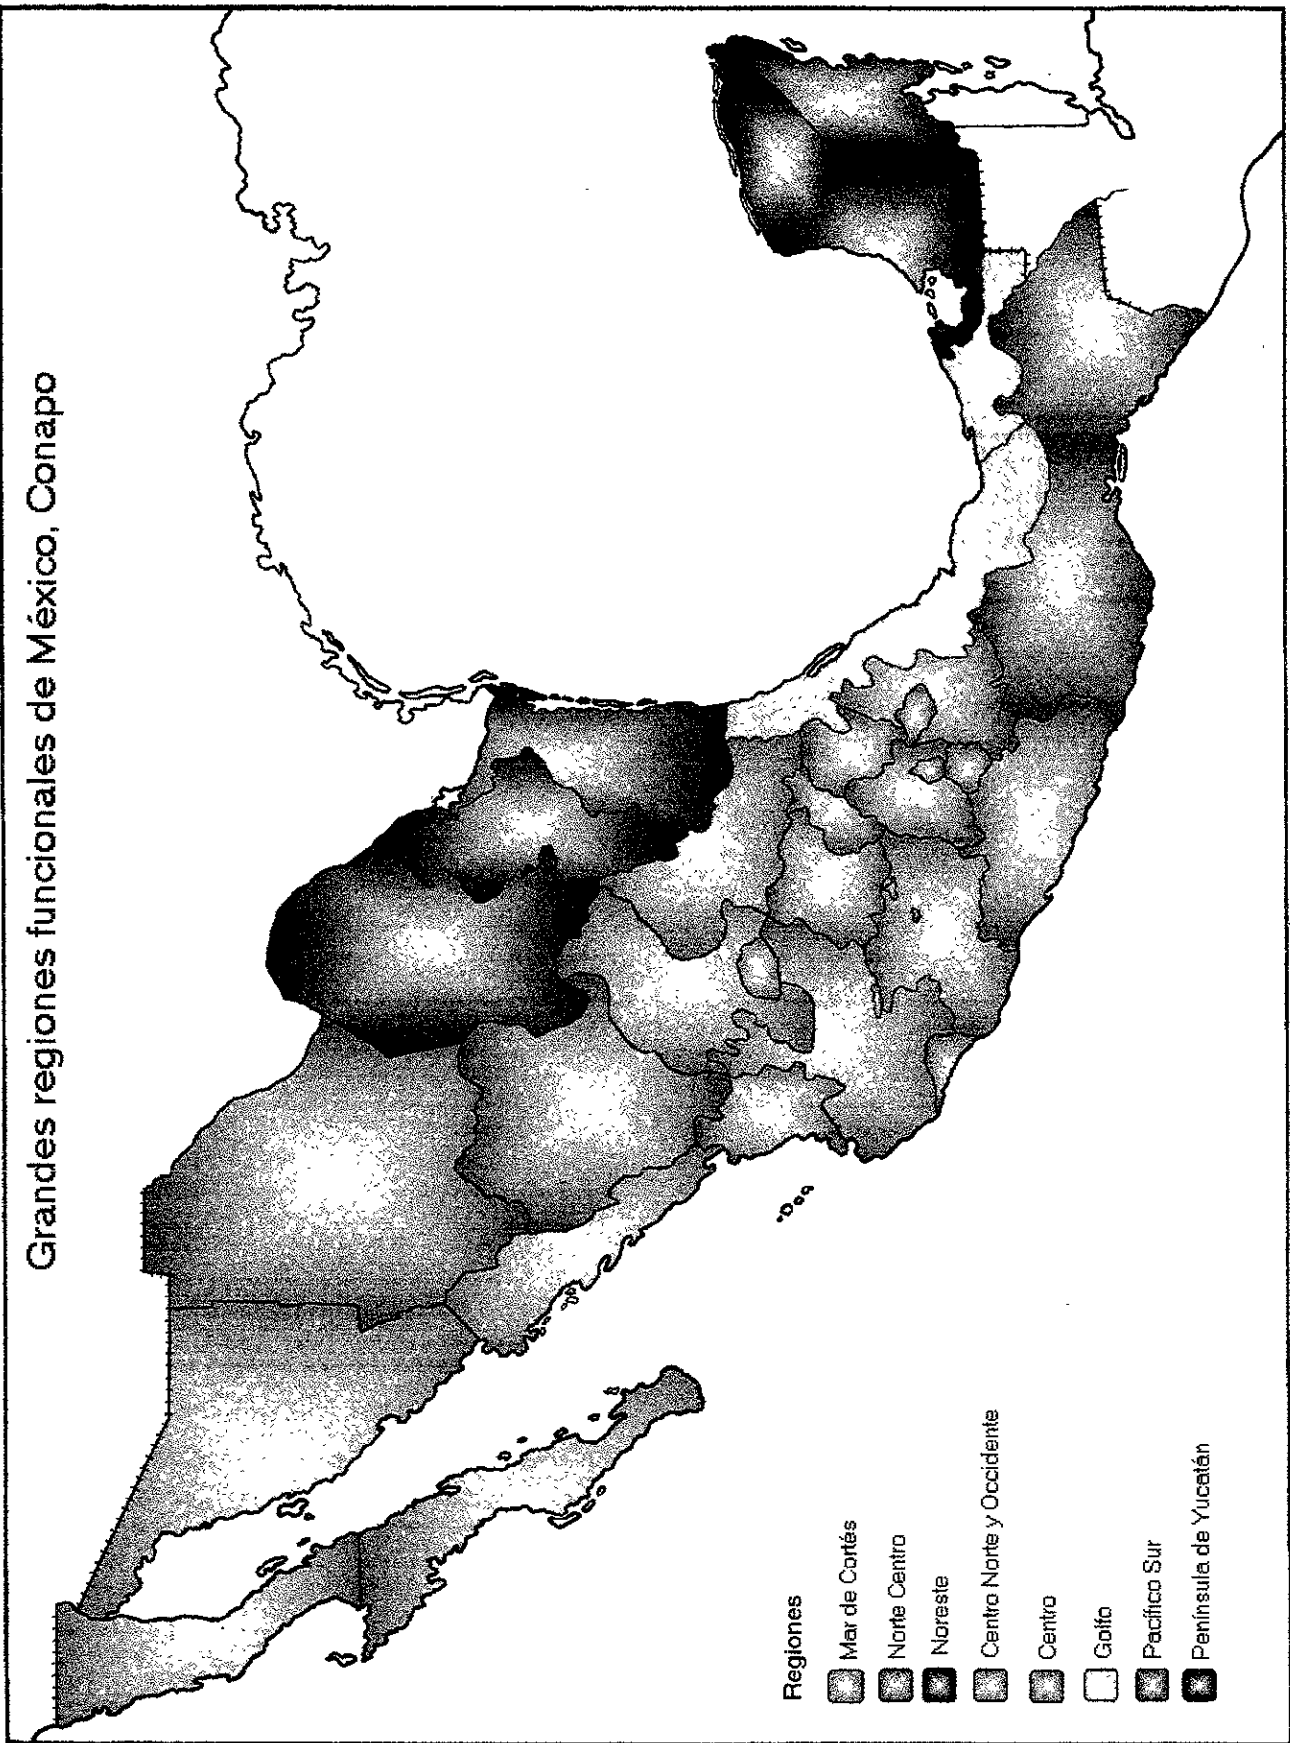 Grandes regiones funcionales de México, Conapo
Regiones
Mar de Cortés
Norte Centro
Noreste
Centro Norte y Occidente
Centro
Golfo
Pacífico Sur
Península de Yucatán